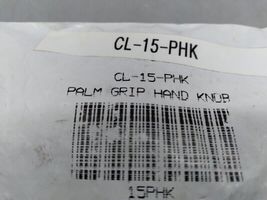 CL-15-PHK
CL-15-PHK
PALM GRIP HAND KNOB
15PHK